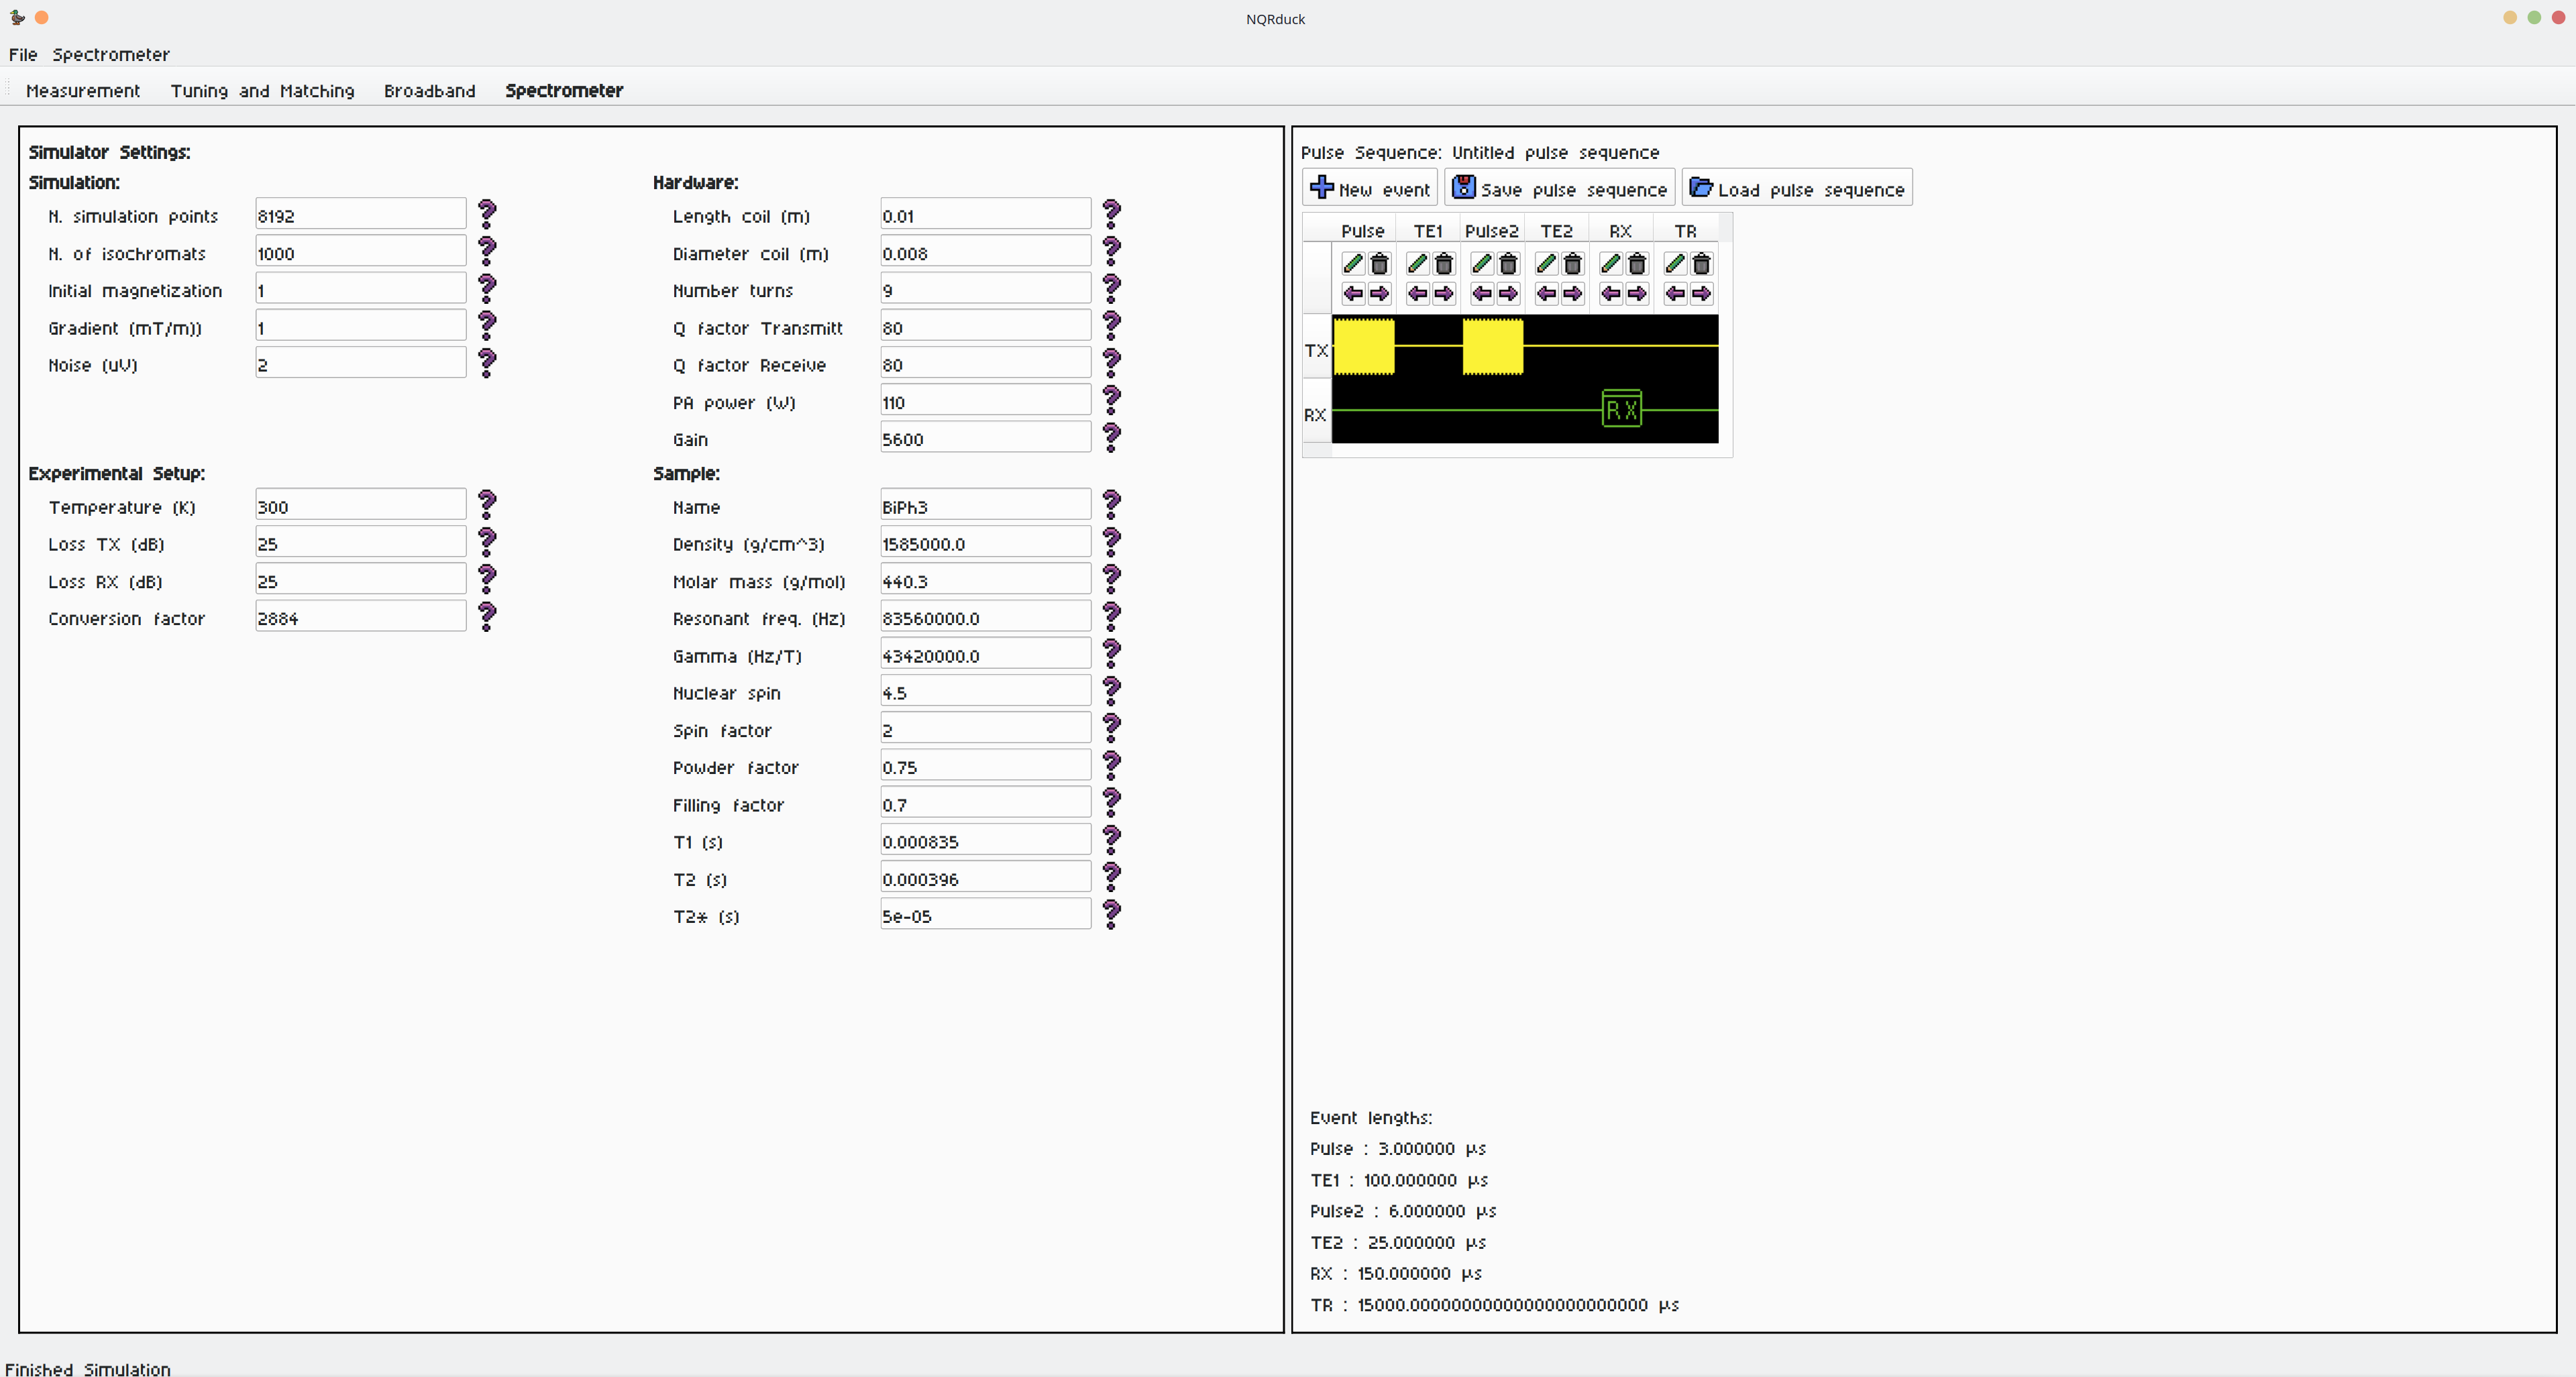 NQRduck
File Spectrometer
Measurement Tuning and Matching Broadband Spectrometer
Simulator Settings:
Simulation:
N. simulation points 8192
N. of isochromats 1000
Initial magnetization 1
Gradient (mT/m)) 1
Noise (uV) 2
Hardware:
Length coil (m) 0.01
Diameter coil (m) 0.008
Number turns 9
Q factor Transmitt 80
Q factor Receive 80
PA power (W) 110
Gain 5600
Experimental Setup:
Temperature (K) 300
Loss TX (dB) 25
Loss RX (dB) 25
Conversion factor 2884
Sample:
Name BiPh3
Density (g/cm^3) 1585000.0
Molar mass (g/mol) 440.3
Resonant freq. (Hz) 83560000.0
Gamma (Hz/T) 43420000.0
Nuclear spin 4.5
Spin factor 2
Powder factor 0.75
Filling factor 0.7
T1 (s) 0.000835
T2 (s) 0.000396
T2* (s) 5e-05
Pulse Sequence: Untitled pulse sequence
New event Save pulse sequence Load pulse sequence
Pulse TE1 Pulse2 TE2 RX TR
TX
RX RX
Event lengths:
Pulse : 3.000000 µs
TE1 : 100.000000 µs
Pulse2 : 6.000000 µs
TE2 : 25.000000 µs
RX : 150.000000 µs
TR : 15000.000000000000000000000 µs
Finished Simulation